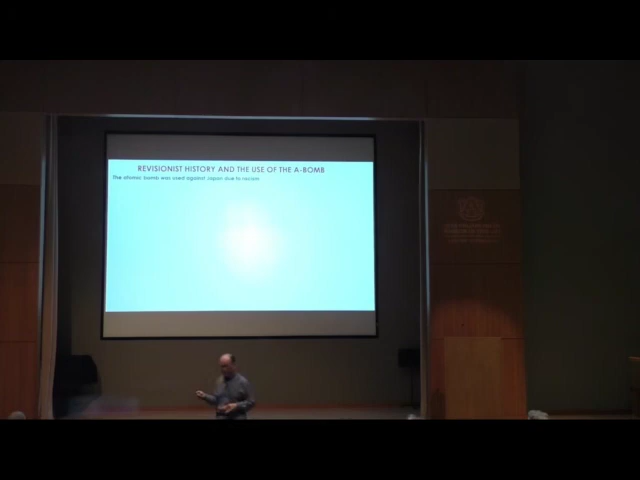 REVISIONIST HISTORY AND THE USE OF THE A-BOMB
The atomic bomb was used against Japan due to racism